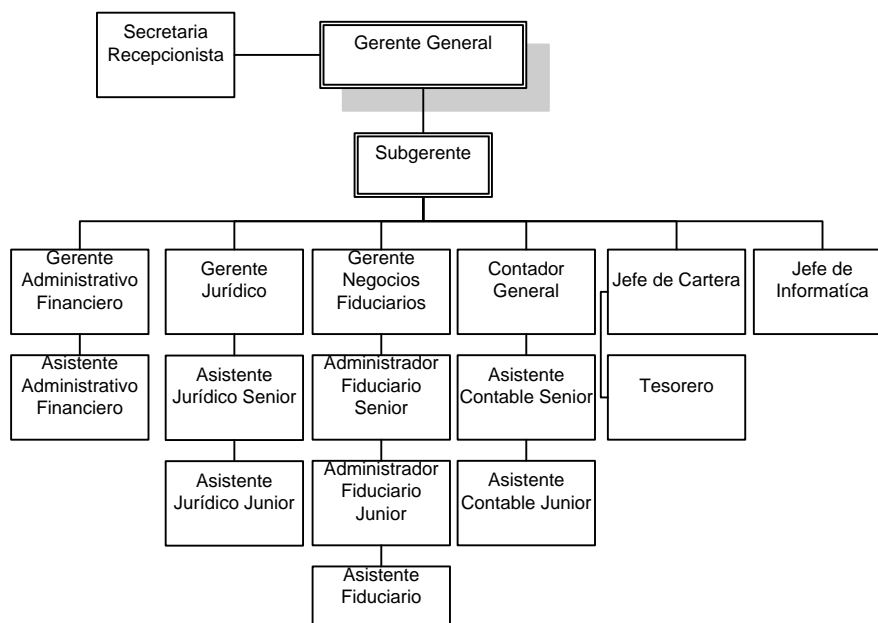 Secretaria
Recepcionista
Gerente General
Subgerente
Gerente
Administrativo
Financiero
Gerente
Jurídico
Gerente
Negocios
Fiduciarios
Contador
General
Jefe de Cartera
Jefe de
Informatíca
Asistente
Administrativo
Financiero
Asistente
Jurídico Senior
Administrador
Fiduciario
Senior
Asistente
Contable Senior
Tesorero
Asistente
Jurídico Junior
Administrador
Fiduciario
Junior
Asistente
Contable Junior
Asistente
Fiduciario